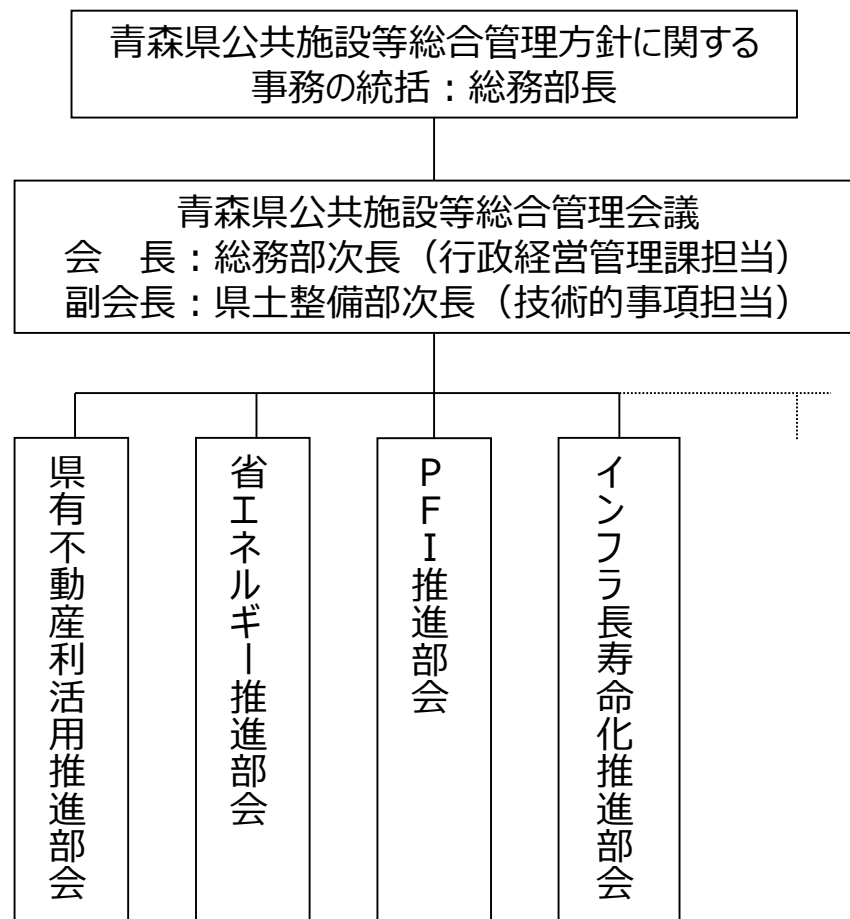 青森県公共施設等総合管理方針に関する
事務の統括：総務部長
青森県公共施設等総合管理会議
会　長：総務部次長（行政経営管理課担当）
副会長：県土整備部次長（技術的事項担当）
県有不動産利活用推進部会
省エネルギー推進部会
ＰＦＩ推進部会
インフラ長寿命化推進部会